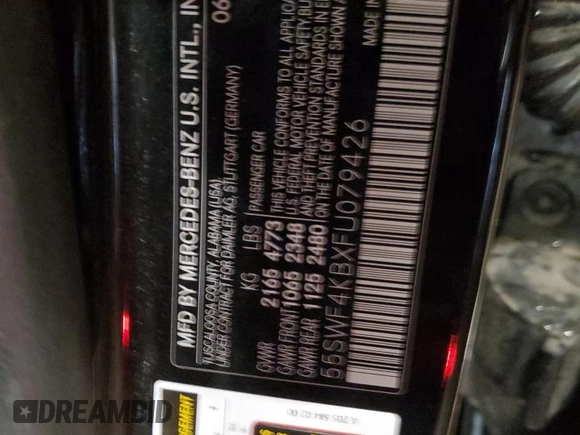 MFD BY MERCEDES-BENZ U.S. INTL., IN
06
TUSCALOOSA COUNTY, ALABAMA (USA)
UNDER CONTRACT FOR DAIMLER AG, STUTTGART (GERMANY)
KG LBS PASSENGER CAR
GVWR 2165 4773 THIS VEHICLE CONFORMS TO ALL APPLICA
GAWR FRONT 1065 2348 U.S. FEDERAL MOTOR VEHICLE SAFETY BU
GAWR REAR 1125 2480 AND THEFT PREVENTION STANDARDS IN E
ON THE DATE OF MANUFACTURE SHOWN A
55SWF4KBXFU079426
MADE IN
DREAMBID